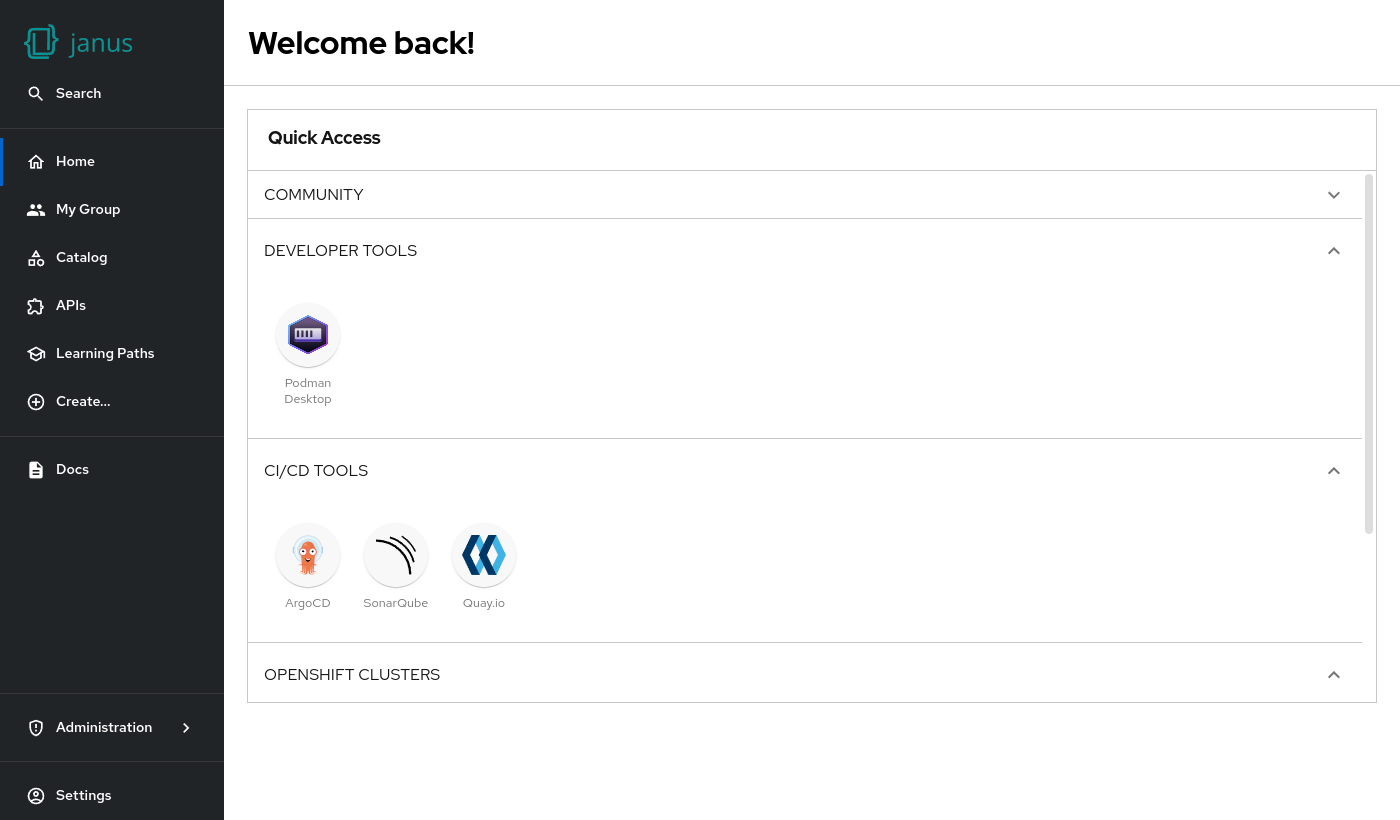 janus
Search
Home
My Group
Catalog
APIs
Learning Paths
Create...
Docs
Administration
Settings
Welcome back!
Quick Access
COMMUNITY
DEVELOPER TOOLS
Podman
Desktop
CI/CD TOOLS
ArgoCD
SonarQube
Quay.io
OPENSHIFT CLUSTERS